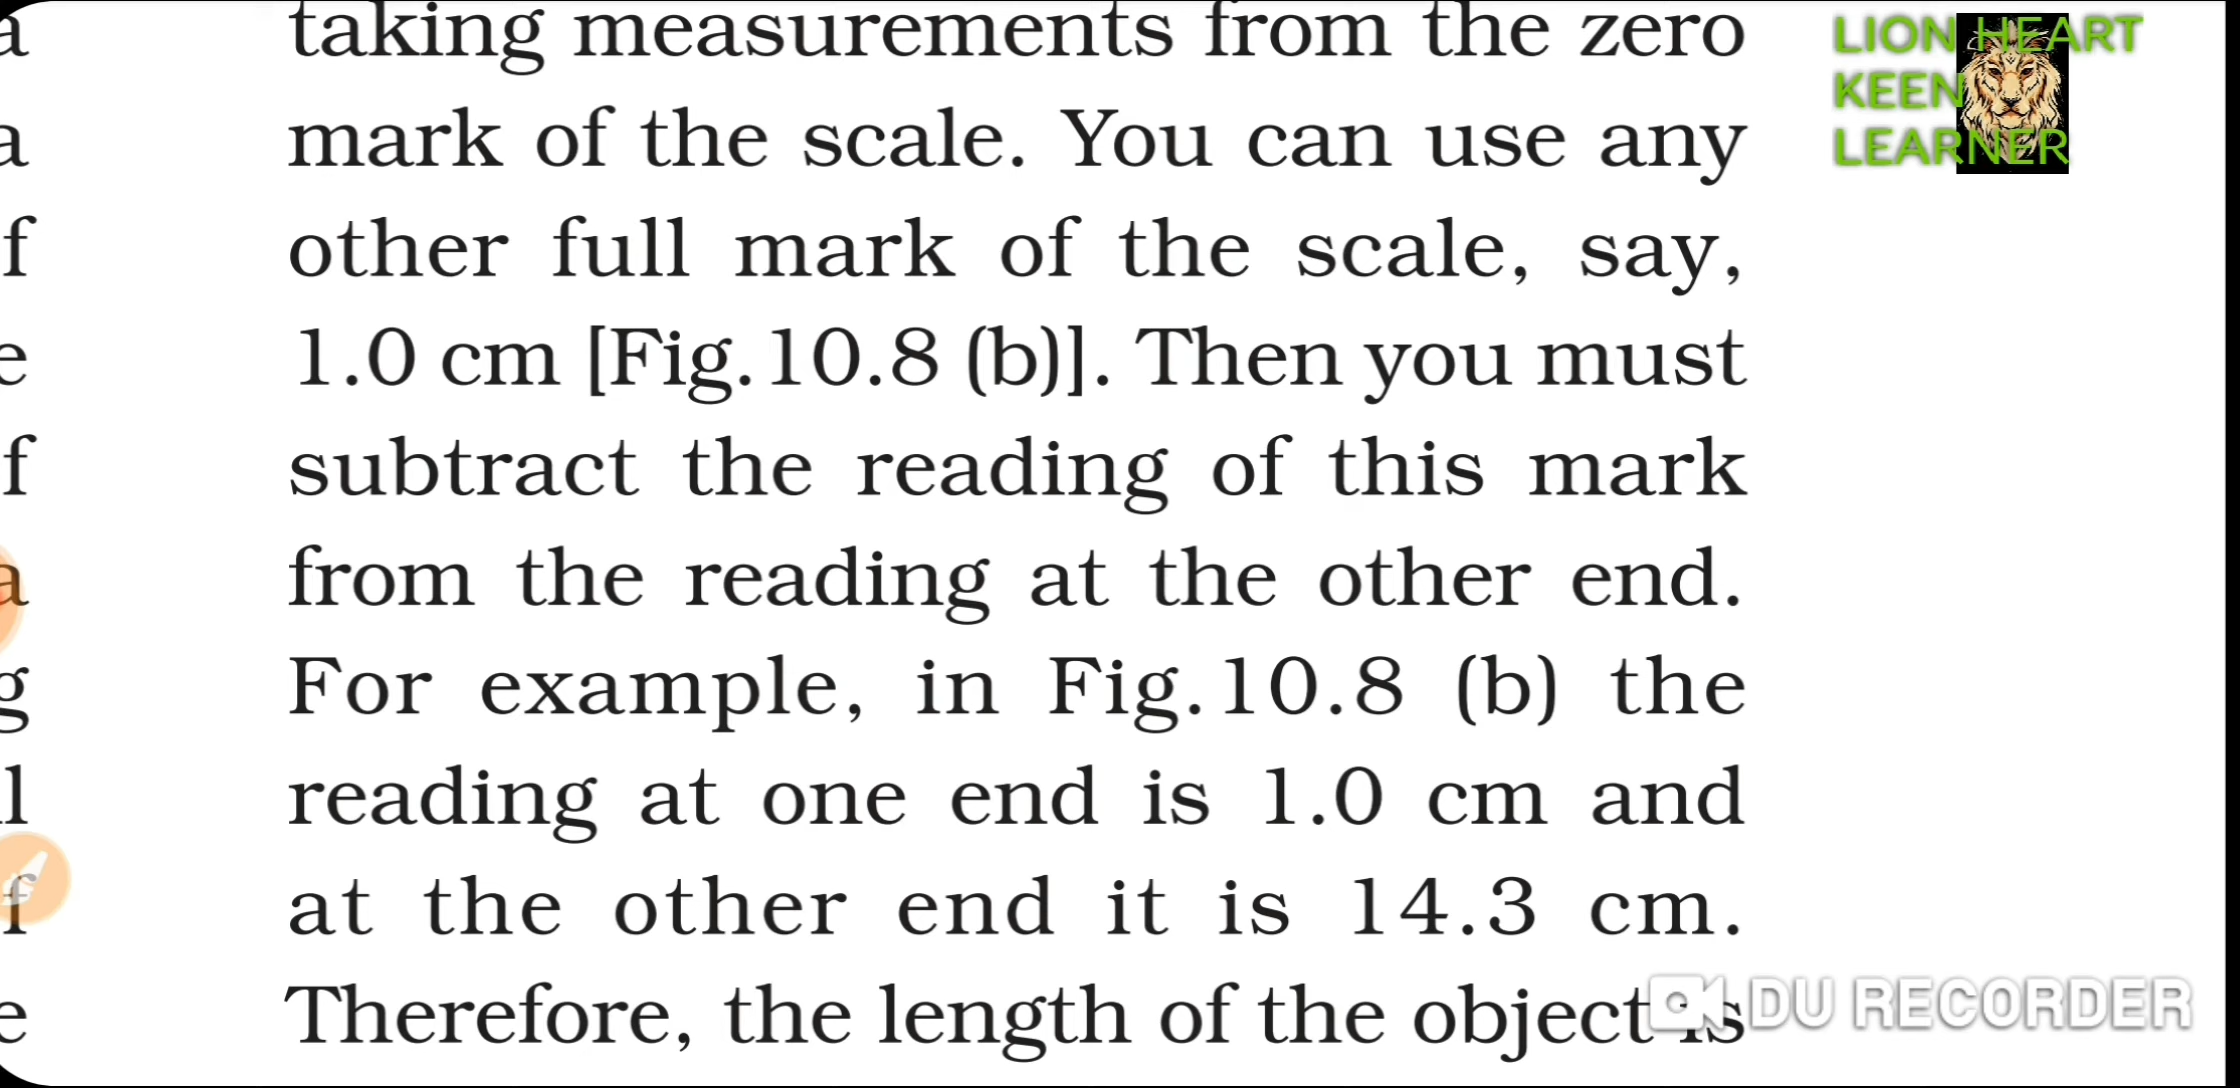 taking measurements from the zero
mark of the scale. You can use any
other full mark of the scale, say,
1.0 cm [Fig.10.8 (b)]. Then you must
subtract the reading of this mark
from the reading at the other end.
For example, in Fig.10.8 (b) the
reading at one end is 1.0 cm and
at the other end it is 14.3 cm.
Therefore, the length of the object is
LION HEART
KEEN
LEARNER
DU RECORDER